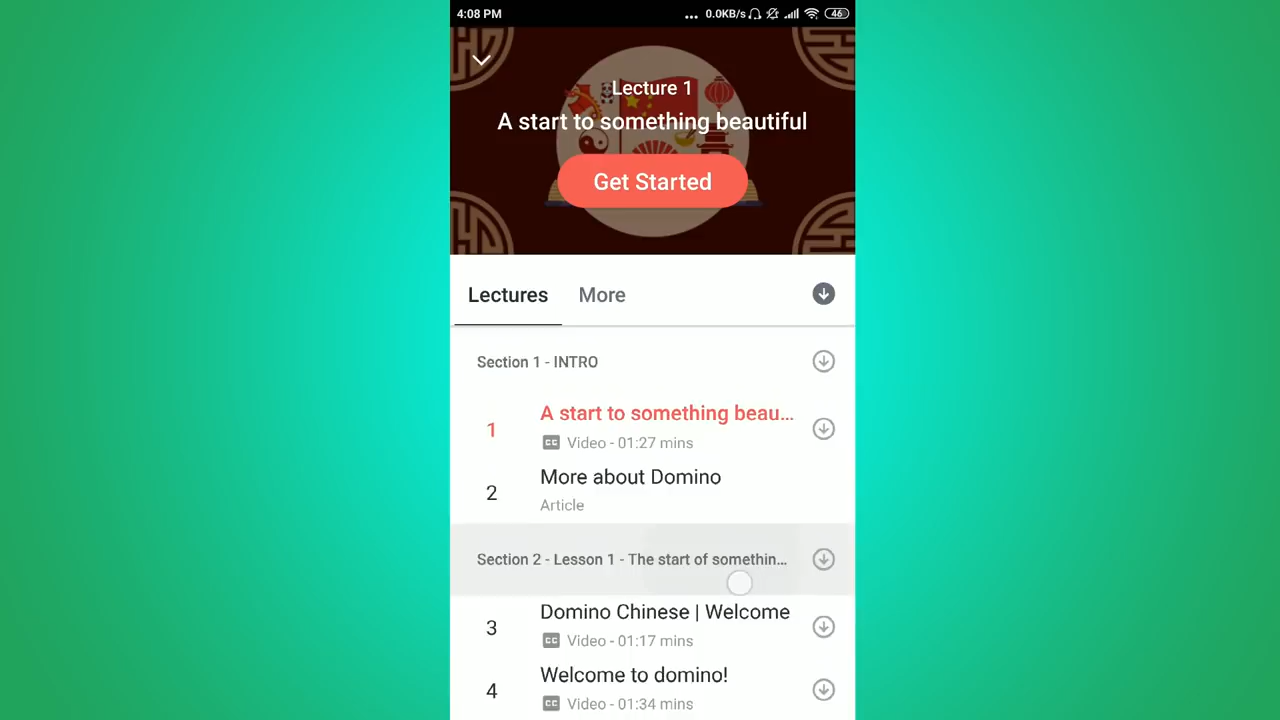 4:08 PM
... 0.0KB/s 46
Lecture 1
A start to something beautiful
Get Started
Lectures More
Section 1 - INTRO
1
A start to something beau...
CC Video - 01:27 mins
2
More about Domino
Article
Section 2 - Lesson 1 - The start of somethin...
3
Domino Chinese | Welcome
CC Video - 01:17 mins
4
Welcome to domino!
CC Video - 01:34 mins